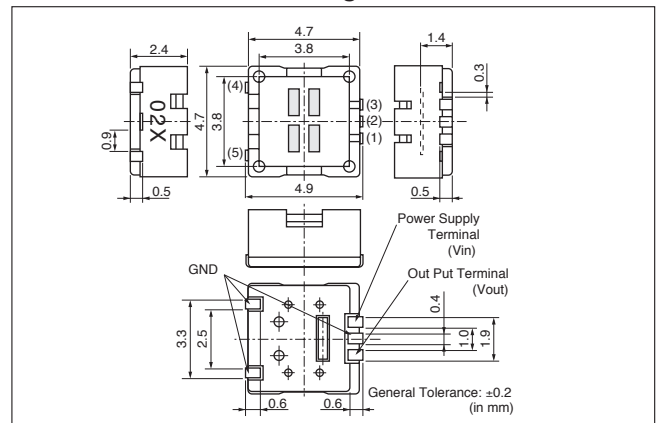 4.7
3.8
2.4
1.4
0.3
(4)
(3)
(2)
(1)
(5)
02X
4.7
3.8
0.9
0.5
4.9
0.5
Power Supply
Terminal
(Vin)
GND
Out Put Terminal
(Vout)
0.4
3.3
2.5
1.0
1.9
General Tolerance: ±0.2
(in mm)
0.6
0.6